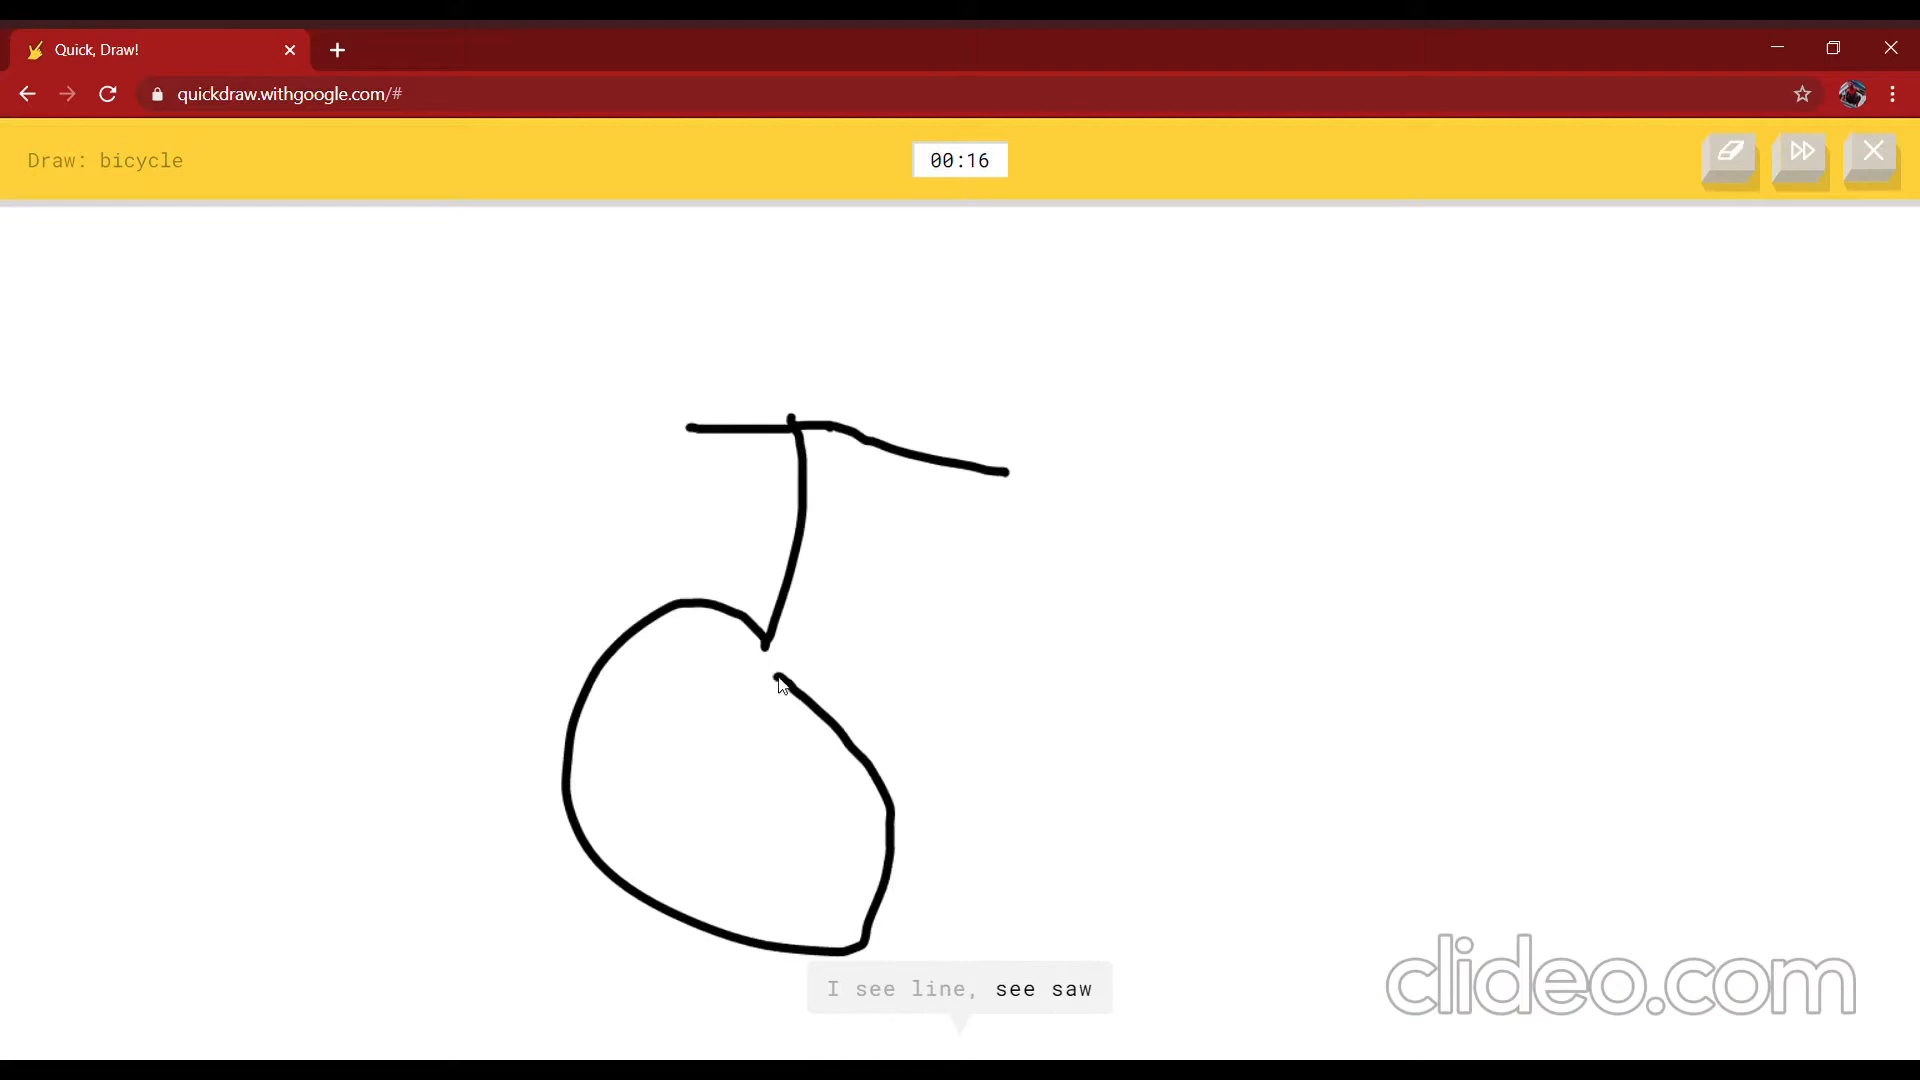 Quick, Draw!
quickdraw.withgoogle.com/#
Draw: bicycle
00:16
I see line, see saw
clideo.com